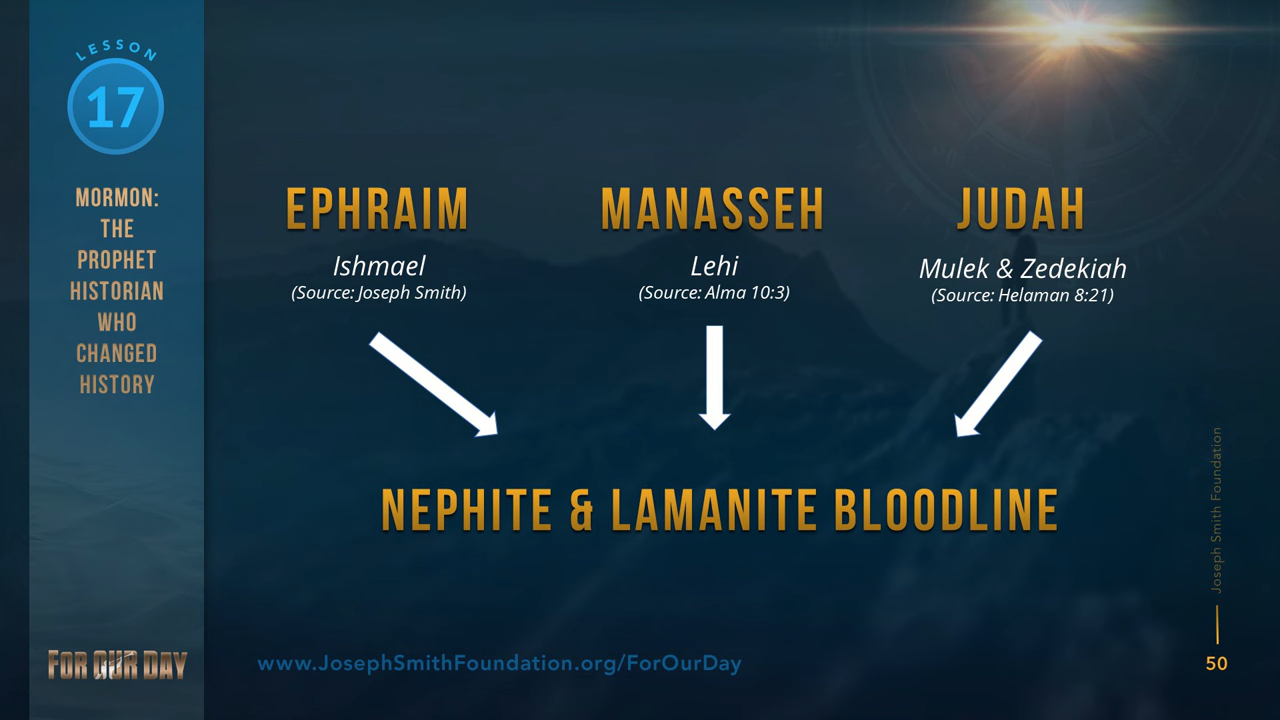 LESSON
17
MORMON:
THE
PROPHET
HISTORIAN
WHO
CHANGED
HISTORY
FOR OUR DAY
EPHRAIM
Ishmael
(Source: Joseph Smith)
MANASSEH
Lehi
(Source: Alma 10:3)
JUDAH
Mulek & Zedekiah
(Source: Helaman 8:21)
NEPHITE & LAMANITE BLOODLINE
www.JosephSmithFoundation.org/ForOurDay
Joseph Smith Foundation
50